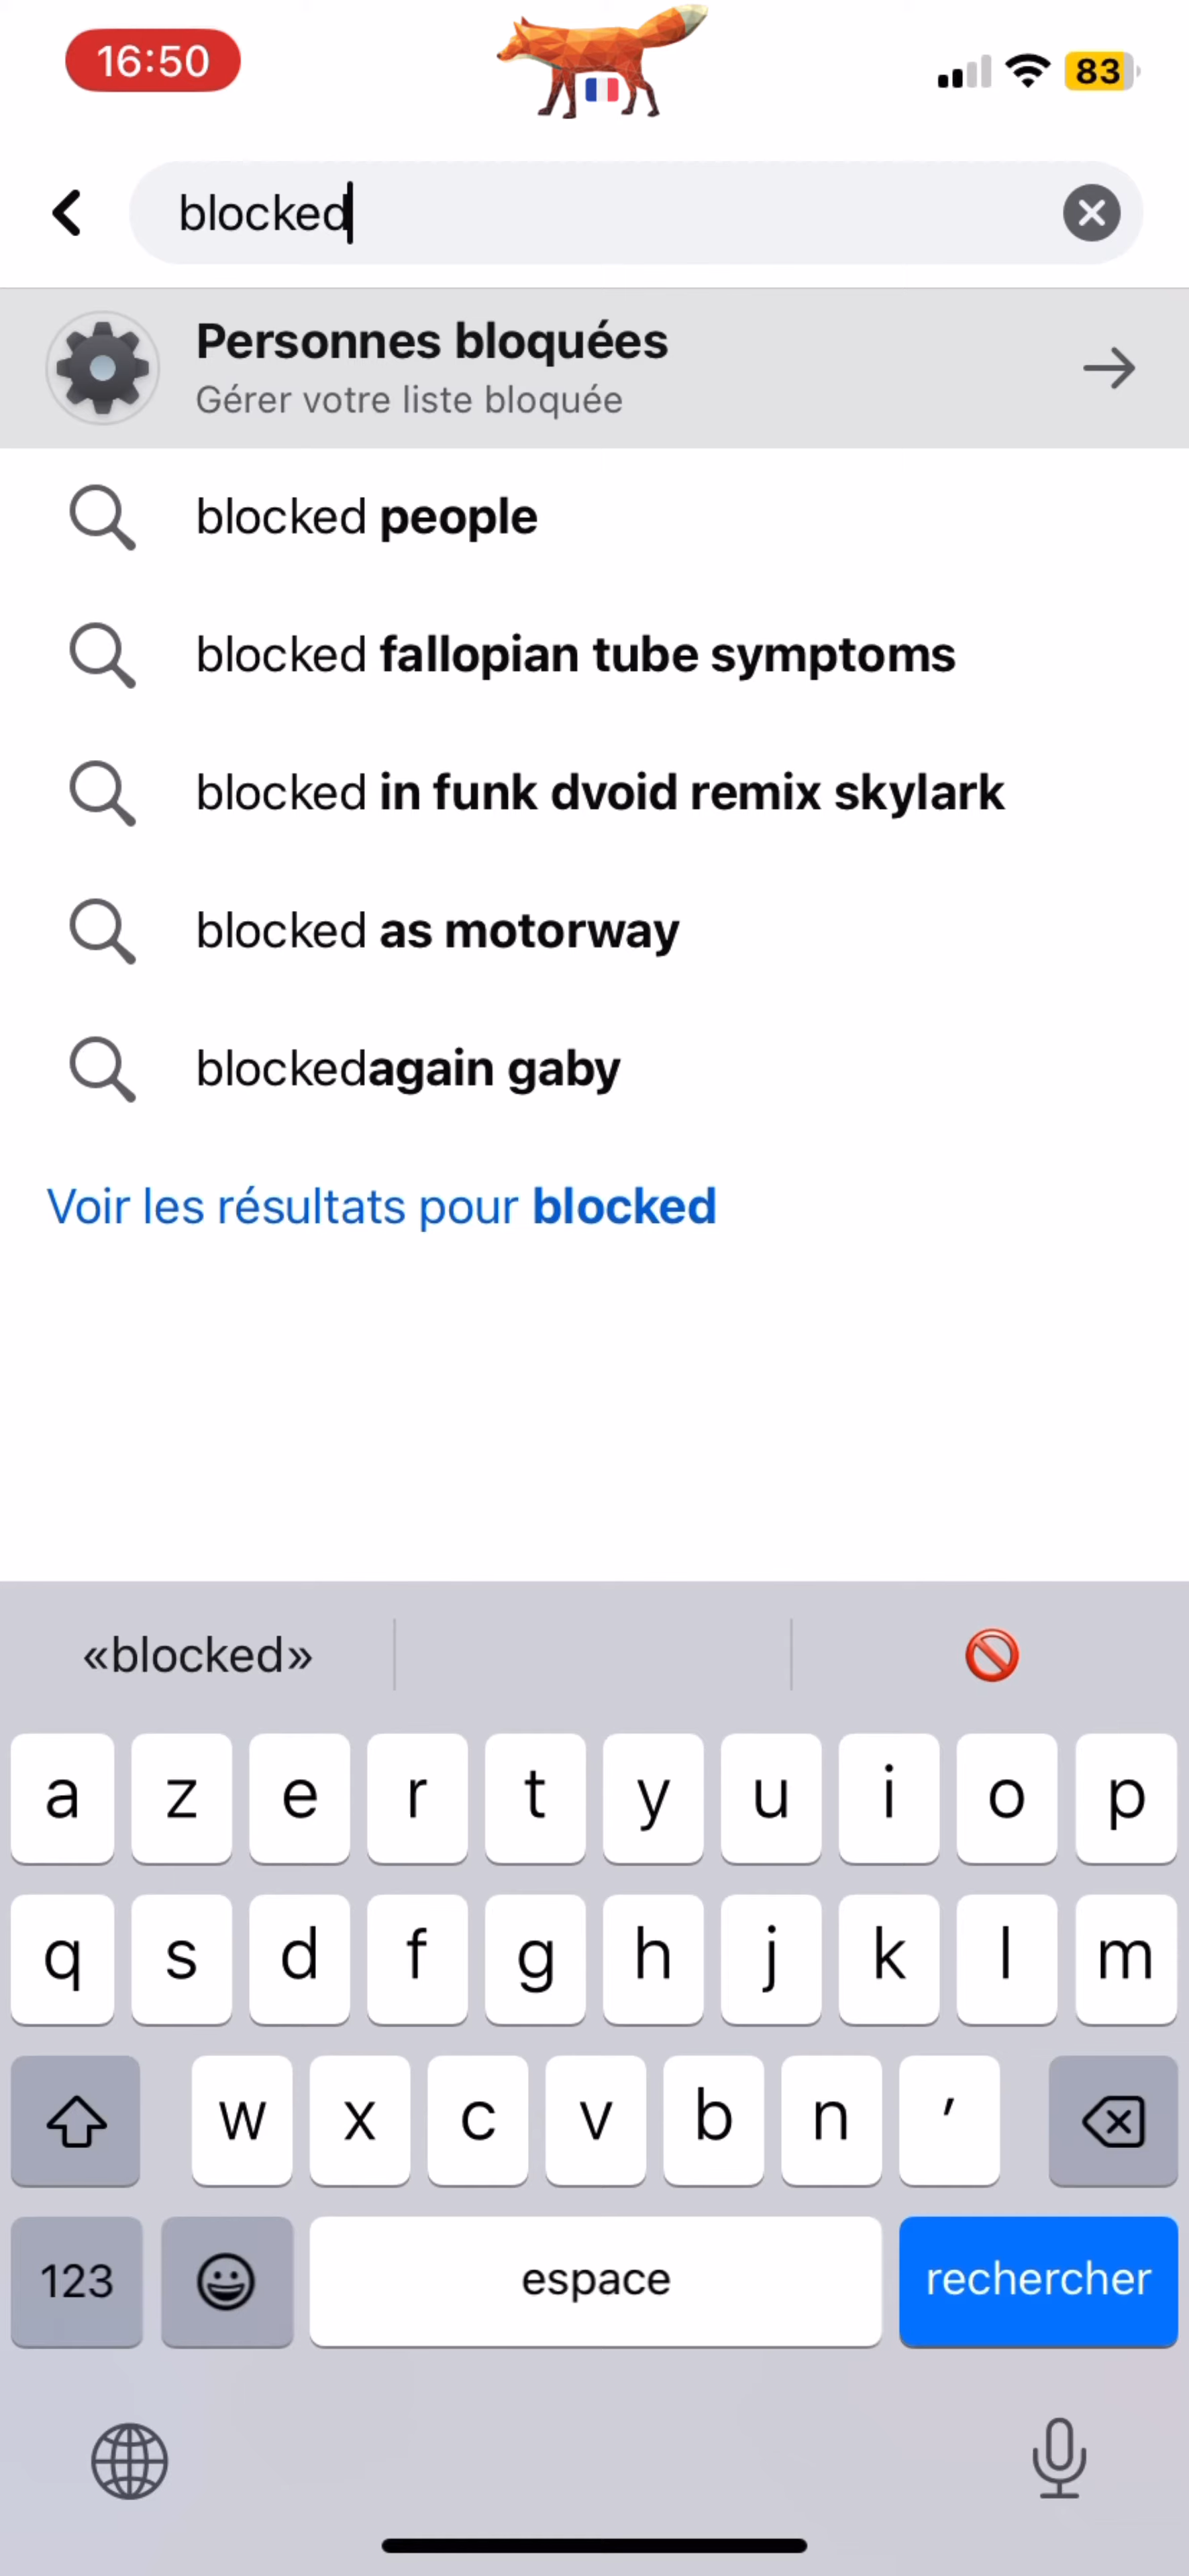 16:50
83
blocked
Personnes bloquées
Gérer votre liste bloquée
blocked people
blocked fallopian tube symptoms
blocked in funk dvoid remix skylark
blocked as motorway
blockedagain gaby
Voir les résultats pour blocked
«blocked»
a z e r t y u i o p
q s d f g h j k l m
w x c v b n ’
123 espace rechercher